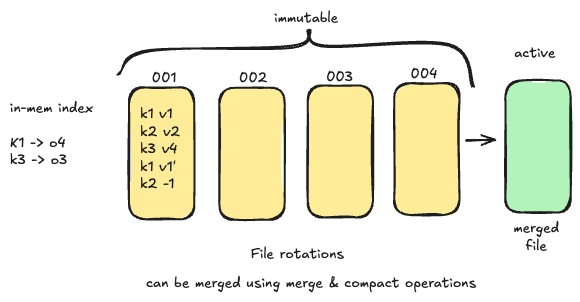 immutable
active
001
002
003
004
in-mem index
K1 -> o4
k3 -> o3
k1 v1
k2 v2
k3 v4
k1 v1'
k2 -1
merged
file
File rotations
can be merged using merge & compact operations